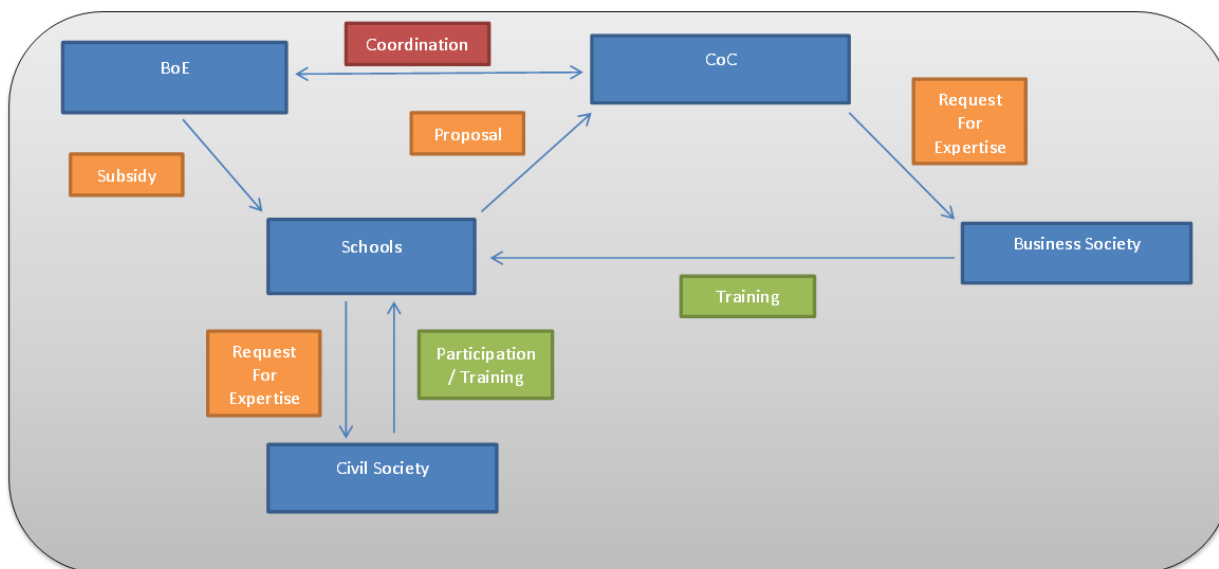 Coordination
BoE
CoC
Request
For
Expertise
Proposal
Subsidy
Schools
Business Society
Training
Request
For
Expertise
Participation
/ Training
Civil Society